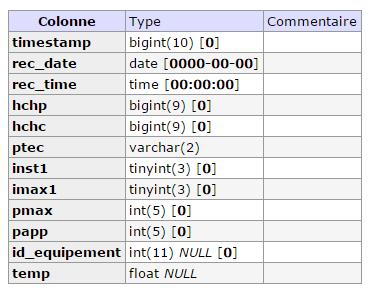 Colonne Type Commentaire
timestamp bigint(10) [0]
rec_date date [0000-00-00]
rec_time time [00:00:00]
hchp bigint(9) [0]
hchc bigint(9) [0]
ptec varchar(2)
inst1 tinyint(3) [0]
imax1 tinyint(3) [0]
pmax int(5) [0]
papp int(5) [0]
id_equipement int(11) NULL [0]
temp float NULL